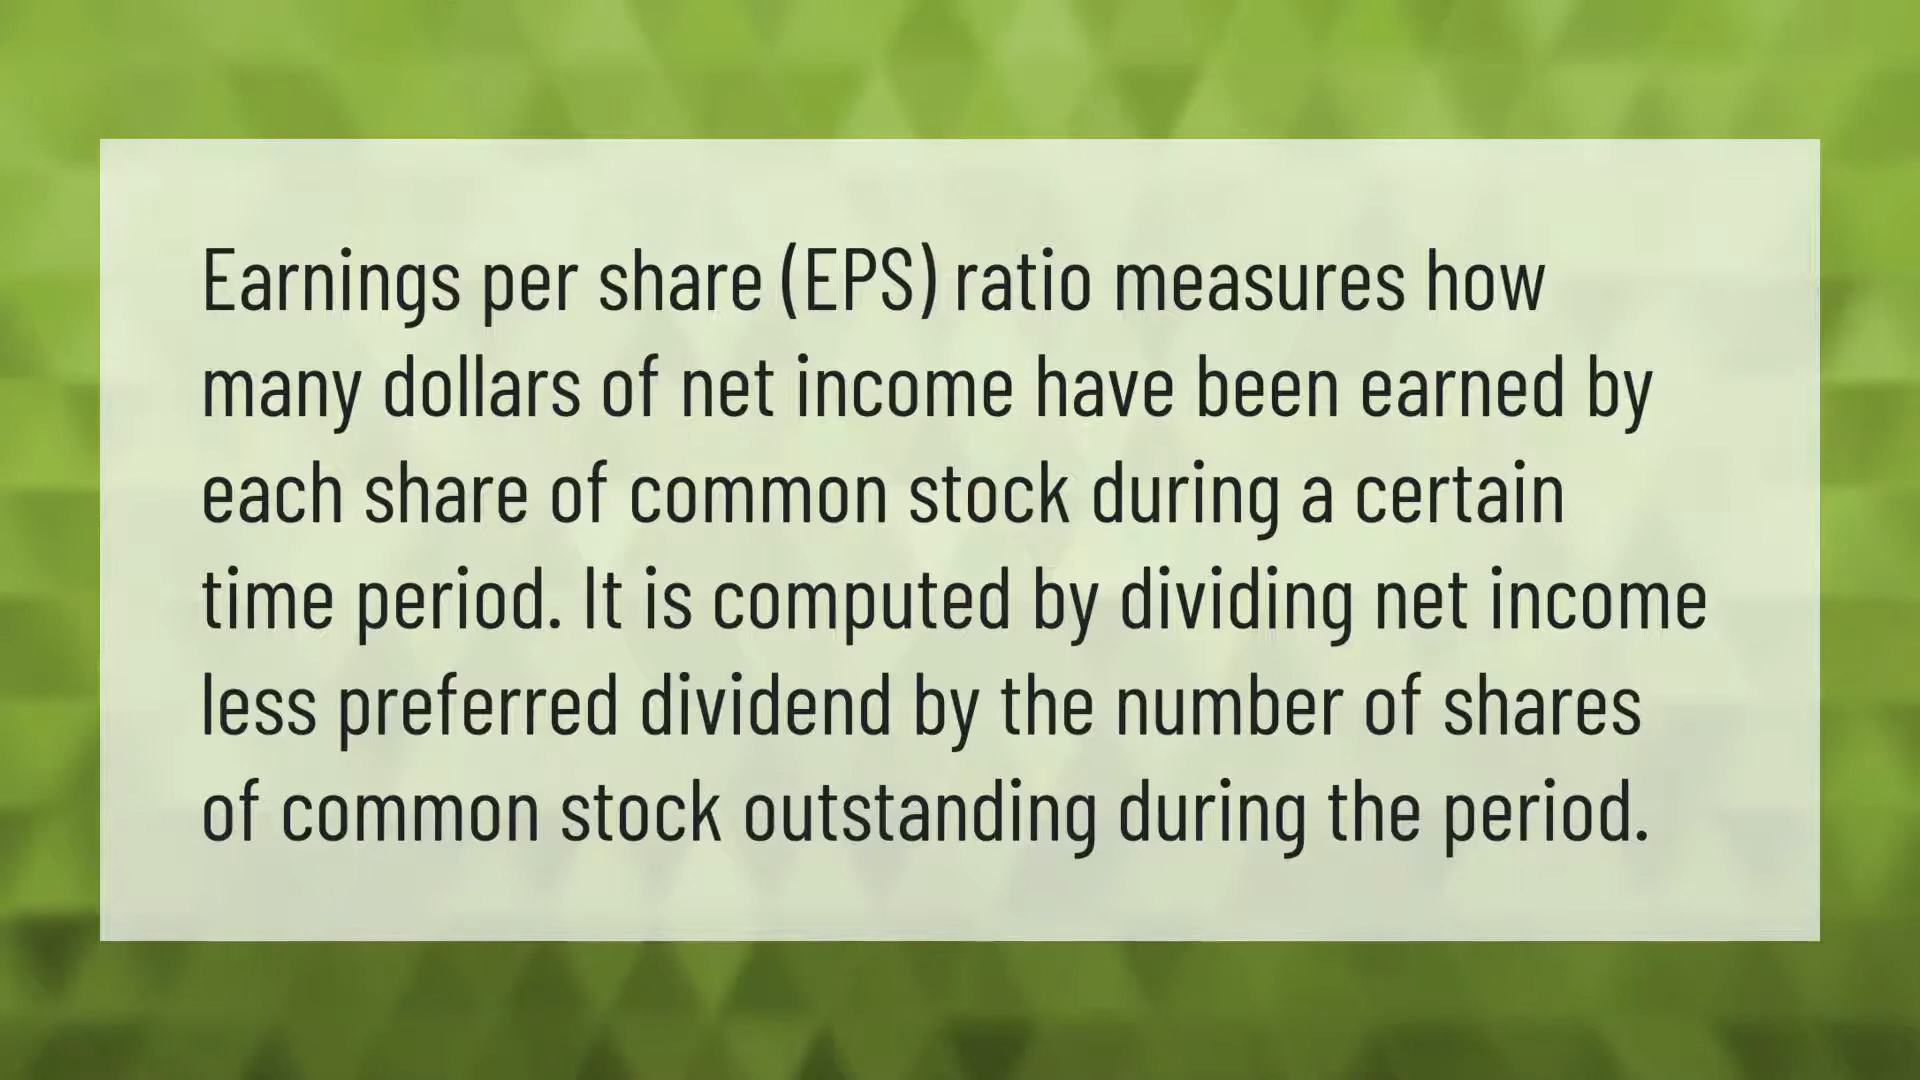 Earnings per share (EPS) ratio measures how
many dollars of net income have been earned by
each share of common stock during a certain
time period. It is computed by dividing net income
less preferred dividend by the number of shares
of common stock outstanding during the period.